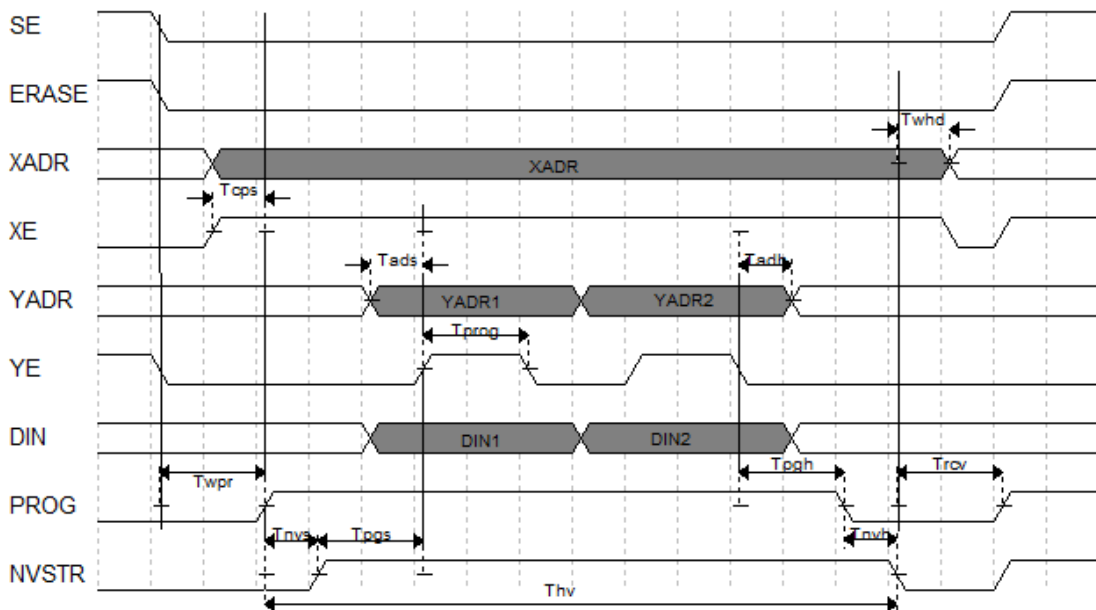 SE
ERASE
Twhd
XADR
XADR
Tcps
XE
Tads
Tadh
YADR
YADR1
YADR2
Tprog
YE
DIN
DIN1
DIN2
Twpr
Tpgh
Trcv
PROG
Tnvs
Tpgs
Tnvh
NVSTR
Thv